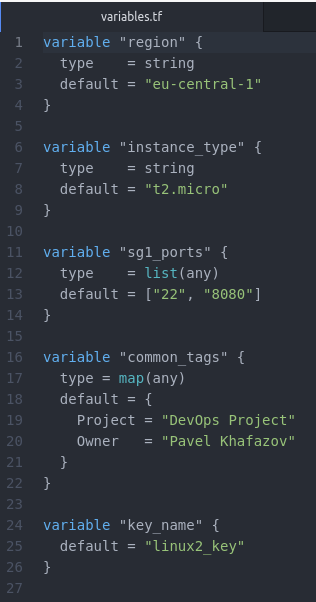 variables.tf
1 variable "region" {
2   type    = string
3   default = "eu-central-1"
4 }
5
6 variable "instance_type" {
7   type    = string
8   default = "t2.micro"
9 }
10
11 variable "sg1_ports" {
12   type    = list(any)
13   default = ["22", "8080"]
14 }
15
16 variable "common_tags" {
17   type = map(any)
18   default = {
19     Project = "DevOps Project"
20     Owner   = "Pavel Khafazov"
21   }
22 }
23
24 variable "key_name" {
25   default = "linux2_key"
26 }
27